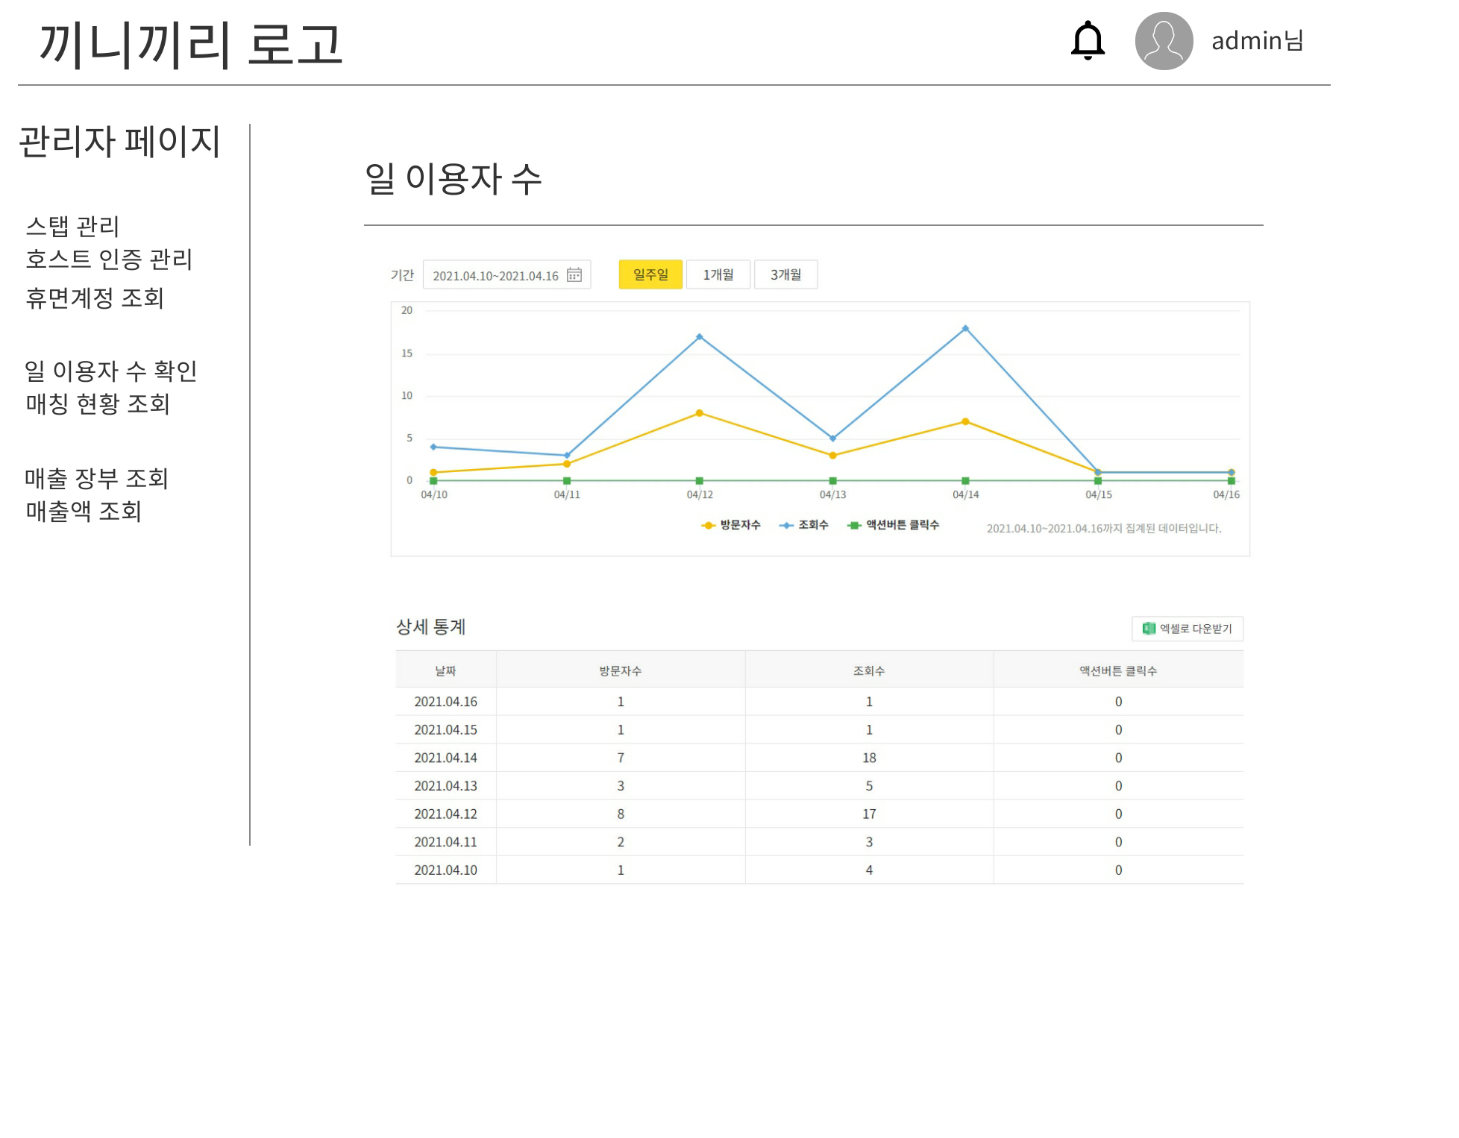 끼니끼리 로고
admin님
관리자 페이지
스탭 관리
호스트 인증 관리
휴면계정 조회
일 이용자 수 확인
매칭 현황 조회
매출 장부 조회
매출액 조회
일 이용자 수
기간 2021.04.10~2021.04.16 일주일 1개월 3개월
20
15
10
5
0
04/10 04/11 04/12 04/13 04/14 04/15 04/16
방문자수 조회수 액션버튼 클릭수
2021.04.10~2021.04.16까지 집계된 데이터입니다.
상세 통계
엑셀로 다운받기
날짜 방문자수 조회수 액션버튼 클릭수
2021.04.16 1 1 0
2021.04.15 1 1 0
2021.04.14 7 18 0
2021.04.13 3 5 0
2021.04.12 8 17 0
2021.04.11 2 3 0
2021.04.10 1 4 0